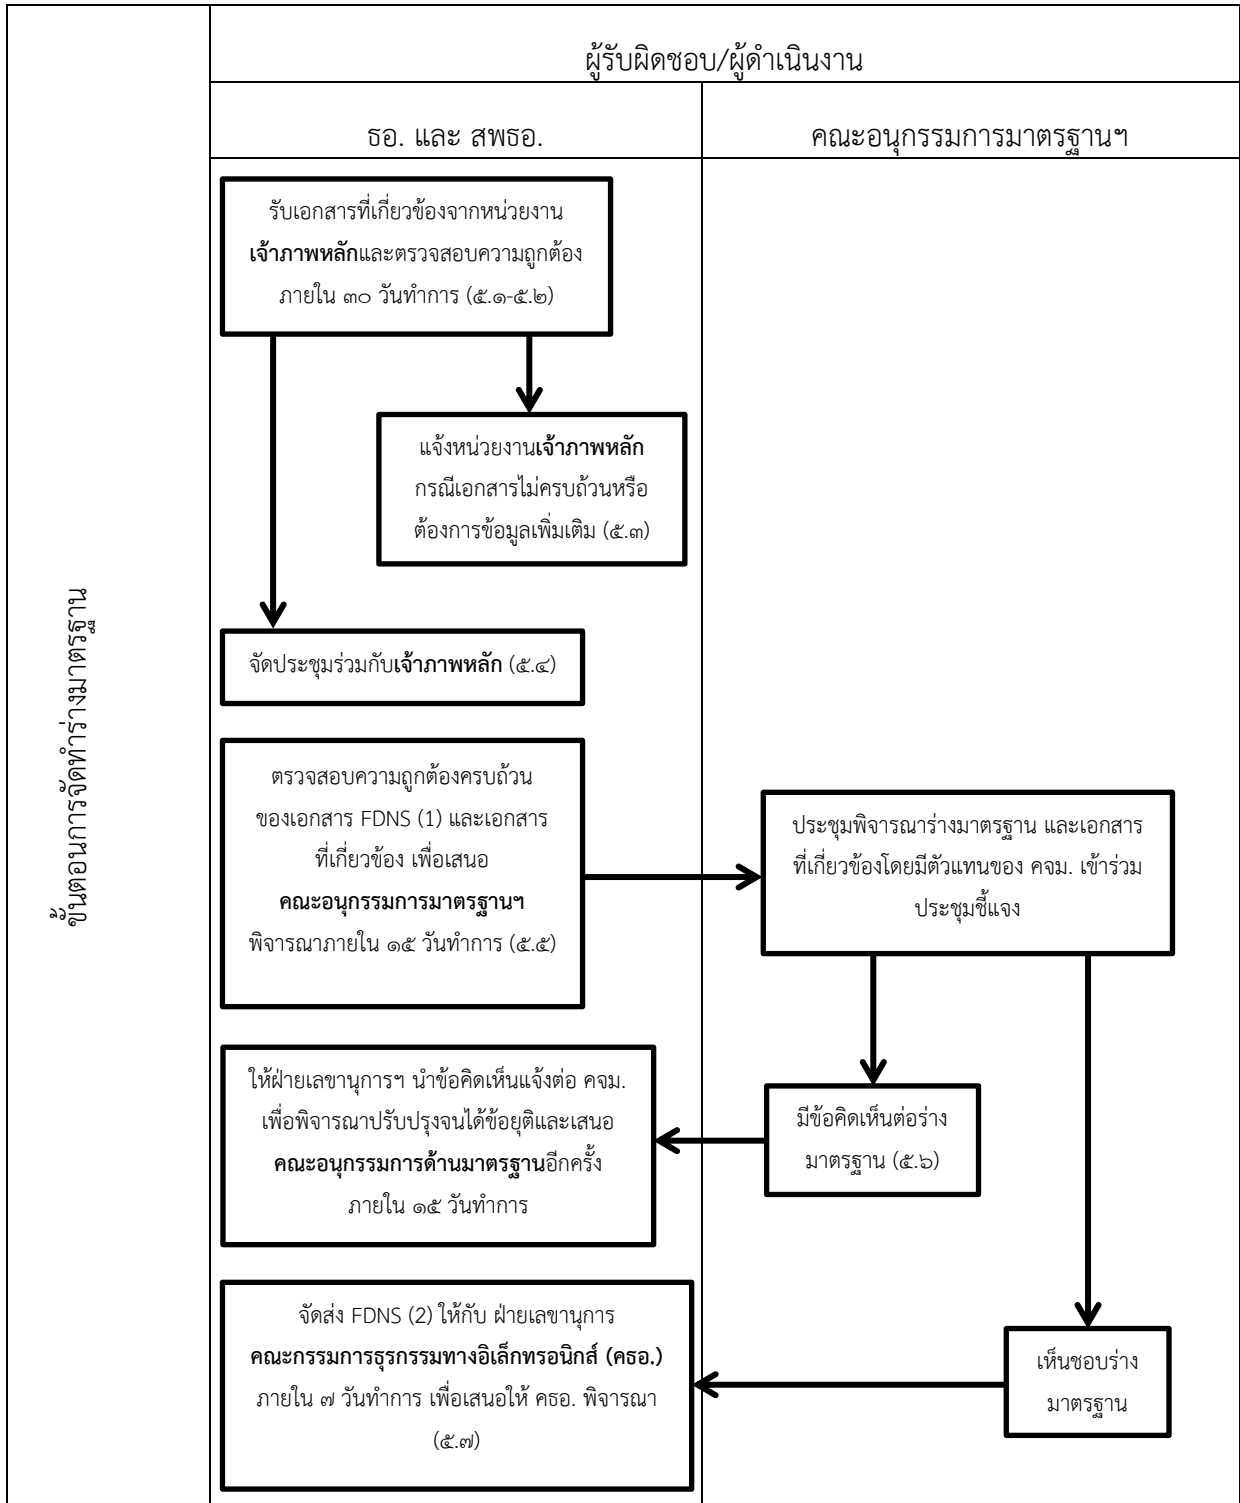 ผู้รับผิดชอบ/ผู้ดำเนินงาน
ธอ. และ สพธอ.
คณะอนุกรรมการมาตรฐานฯ
ขั้นตอนการจัดทำร่างมาตรฐาน
รับเอกสารที่เกี่ยวข้องจากหน่วยงาน
เจ้าภาพหลักและตรวจสอบความถูกต้อง
ภายใน ๓๐ วันทำการ (๕.๑-๕.๒)
แจ้งหน่วยงานเจ้าภาพหลัก
กรณีเอกสารไม่ครบถ้วนหรือ
ต้องการข้อมูลเพิ่มเติม (๕.๓)
จัดประชุมร่วมกับเจ้าภาพหลัก (๕.๔)
ตรวจสอบความถูกต้องครบถ้วน
ของเอกสาร FDNS (1) และเอกสาร
ที่เกี่ยวข้อง เพื่อเสนอ
คณะอนุกรรมการมาตรฐานฯ
พิจารณาภายใน ๑๕ วันทำการ (๕.๕)
ประชุมพิจารณาร่างมาตรฐาน และเอกสาร
ที่เกี่ยวข้องโดยมีตัวแทนของ คจม. เข้าร่วม
ประชุมชี้แจง
มีข้อคิดเห็นต่อร่าง
มาตรฐาน (๕.๖)
ให้ฝ่ายเลขานุการฯ นำข้อคิดเห็นแจ้งต่อ คจม.
เพื่อพิจารณาปรับปรุงจนได้ข้อยุติและเสนอ
คณะอนุกรรมการด้านมาตรฐานอีกครั้ง
ภายใน ๑๕ วันทำการ
เห็นชอบร่าง
มาตรฐาน
จัดส่ง FDNS (2) ให้กับ ฝ่ายเลขานุการ
คณะกรรมการธุรกรรมทางอิเล็กทรอนิกส์ (คธอ.)
ภายใน ๗ วันทำการ เพื่อเสนอให้ คธอ. พิจารณา
(๕.๗)